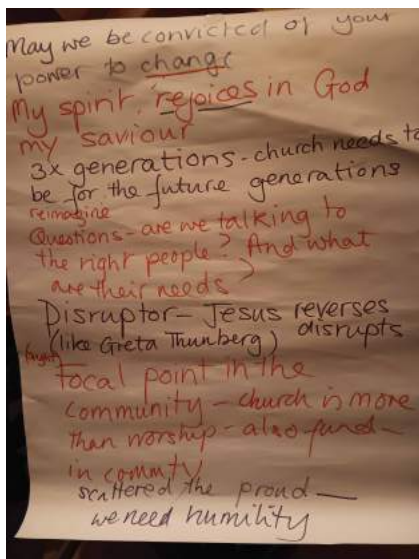 May we be convicted of your
power to change
My spirit rejoices in God
my saviour
3x generations - church needs to
be for the future generations
reimagine
Questions - are we talking to
the right people? And what
are their needs?
Disruptor - Jesus reverses
(like Greta Thunberg) disrupts
Focal point in the
community - church is more
than worship - also fund-
in commty
scattered the proud —
we need humility